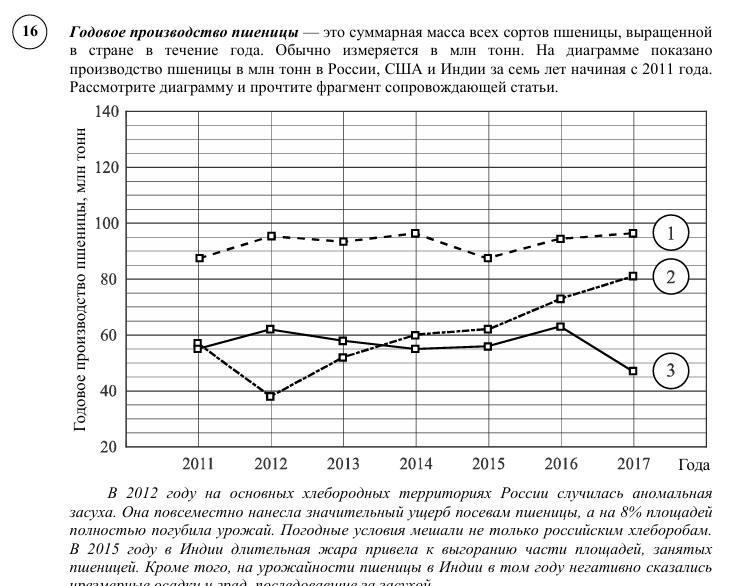 16
Годовое производство пшеницы — это суммарная масса всех сортов пшеницы, выращенной
в стране в течение года. Обычно измеряется в млн тонн. На диаграмме показано
производство пшеницы в млн тонн в России, США и Индии за семь лет начиная с 2011 года.
Рассмотрите диаграмму и прочтите фрагмент сопровождающей статьи.
Годовое производство пшеницы, млн тонн
140
120
100
80
60
40
20
1
2
3
2011 2012 2013 2014 2015 2016 2017 Года
В 2012 году на основных хлебородных территориях России случилась аномальная
засуха. Она повсеместно нанесла значительный ущерб посевам пшеницы, а на 8% площадей
полностью погубила урожай. Погодные условия мешали не только российским хлеборобам.
В 2015 году в Индии длительная жара привела к выгоранию части площадей, занятых
пшеницей. Кроме того, на урожайности пшеницы в Индии в том году негативно сказались
чрезмерные осадки и град, последовавшие за засухой.